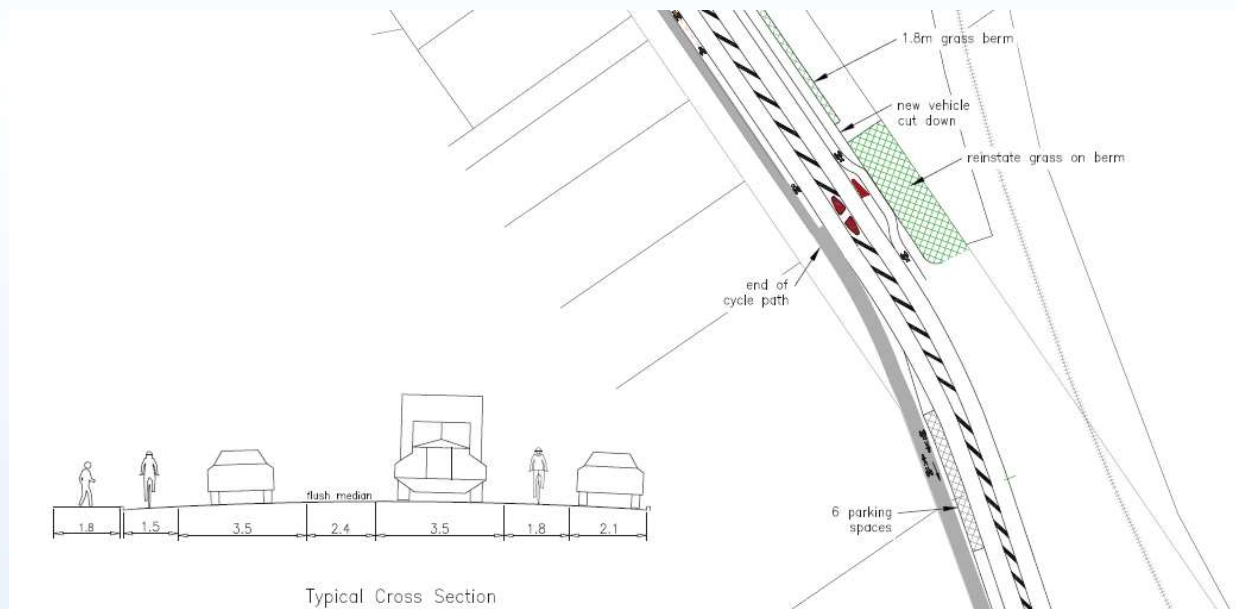 1.8m grass berm
new vehicle
cut down
reinstate grass on berm
end of
cycle path
6 parking
spaces
flush median
1.8 1.5 3.5 2.4 3.5 1.8 2.1
Typical Cross Section